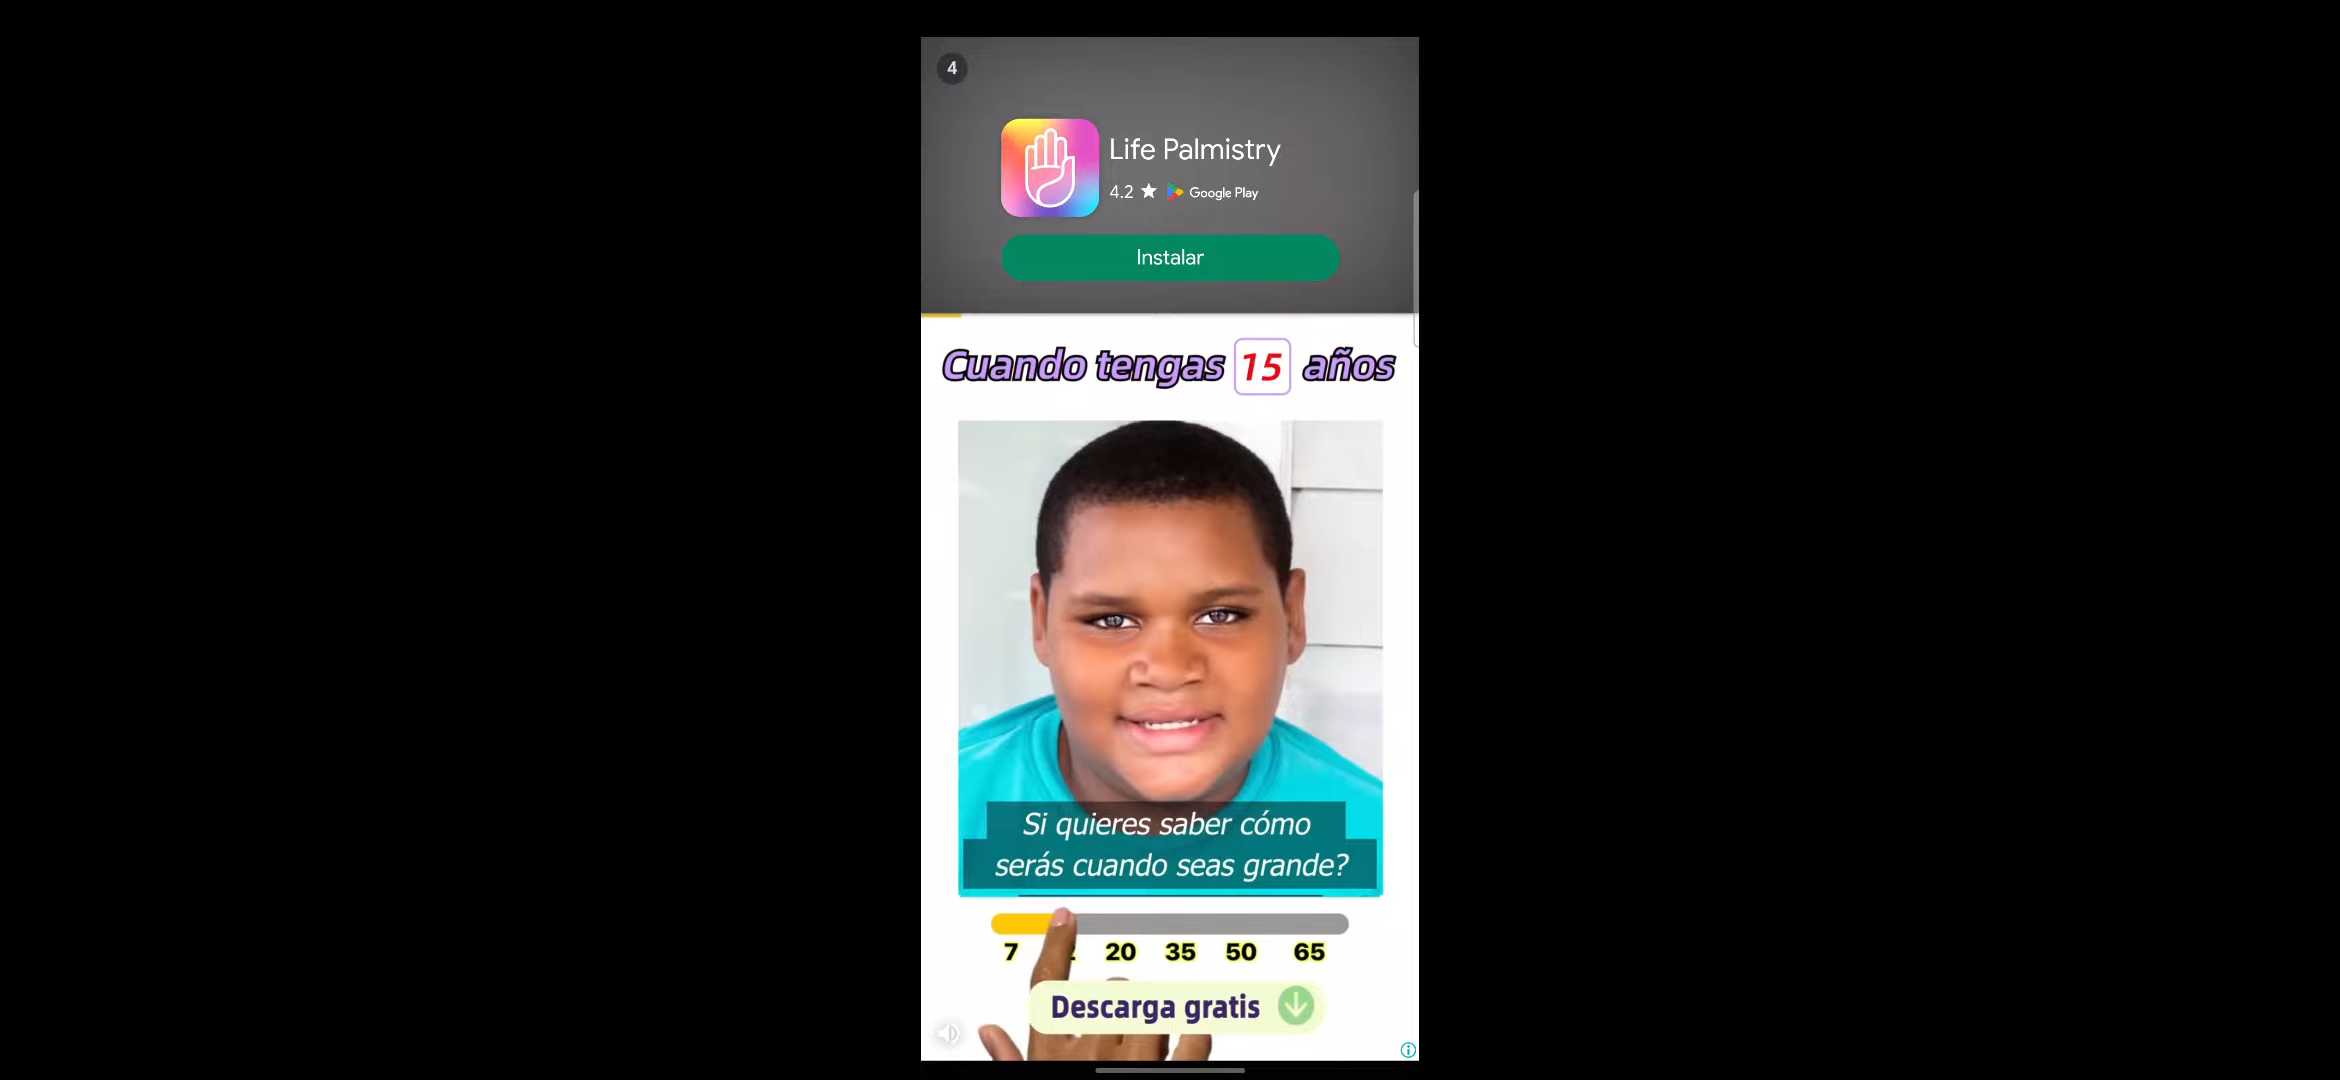 4
Life Palmistry
4.2 ★ Google Play
Instalar
Cuando tengas 15 años
Si quieres saber cómo
serás cuando seas grande?
7 20 35 50 65
Descarga gratis